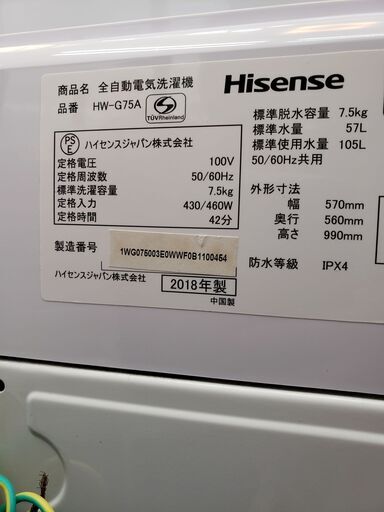 商品名 全自動電気洗濯機
品番 HW-G75A
TÜVRheinland
Hisense
PS
E
ハイセンスジャパン株式会社
定格電圧 100V
定格周波数 50/60Hz
標準洗濯容量 7.5kg
定格入力 430/460W
定格時間 42分
標準脱水容量 7.5kg
標準水量 57L
標準使用水量 105L
50/60Hz共用
外形寸法
幅 570mm
奥行 560mm
高さ 990mm
防水等級 IPX4
製造番号 1WG075003E0WWF0B1100454
ハイセンスジャパン株式会社 2018年製
中国製